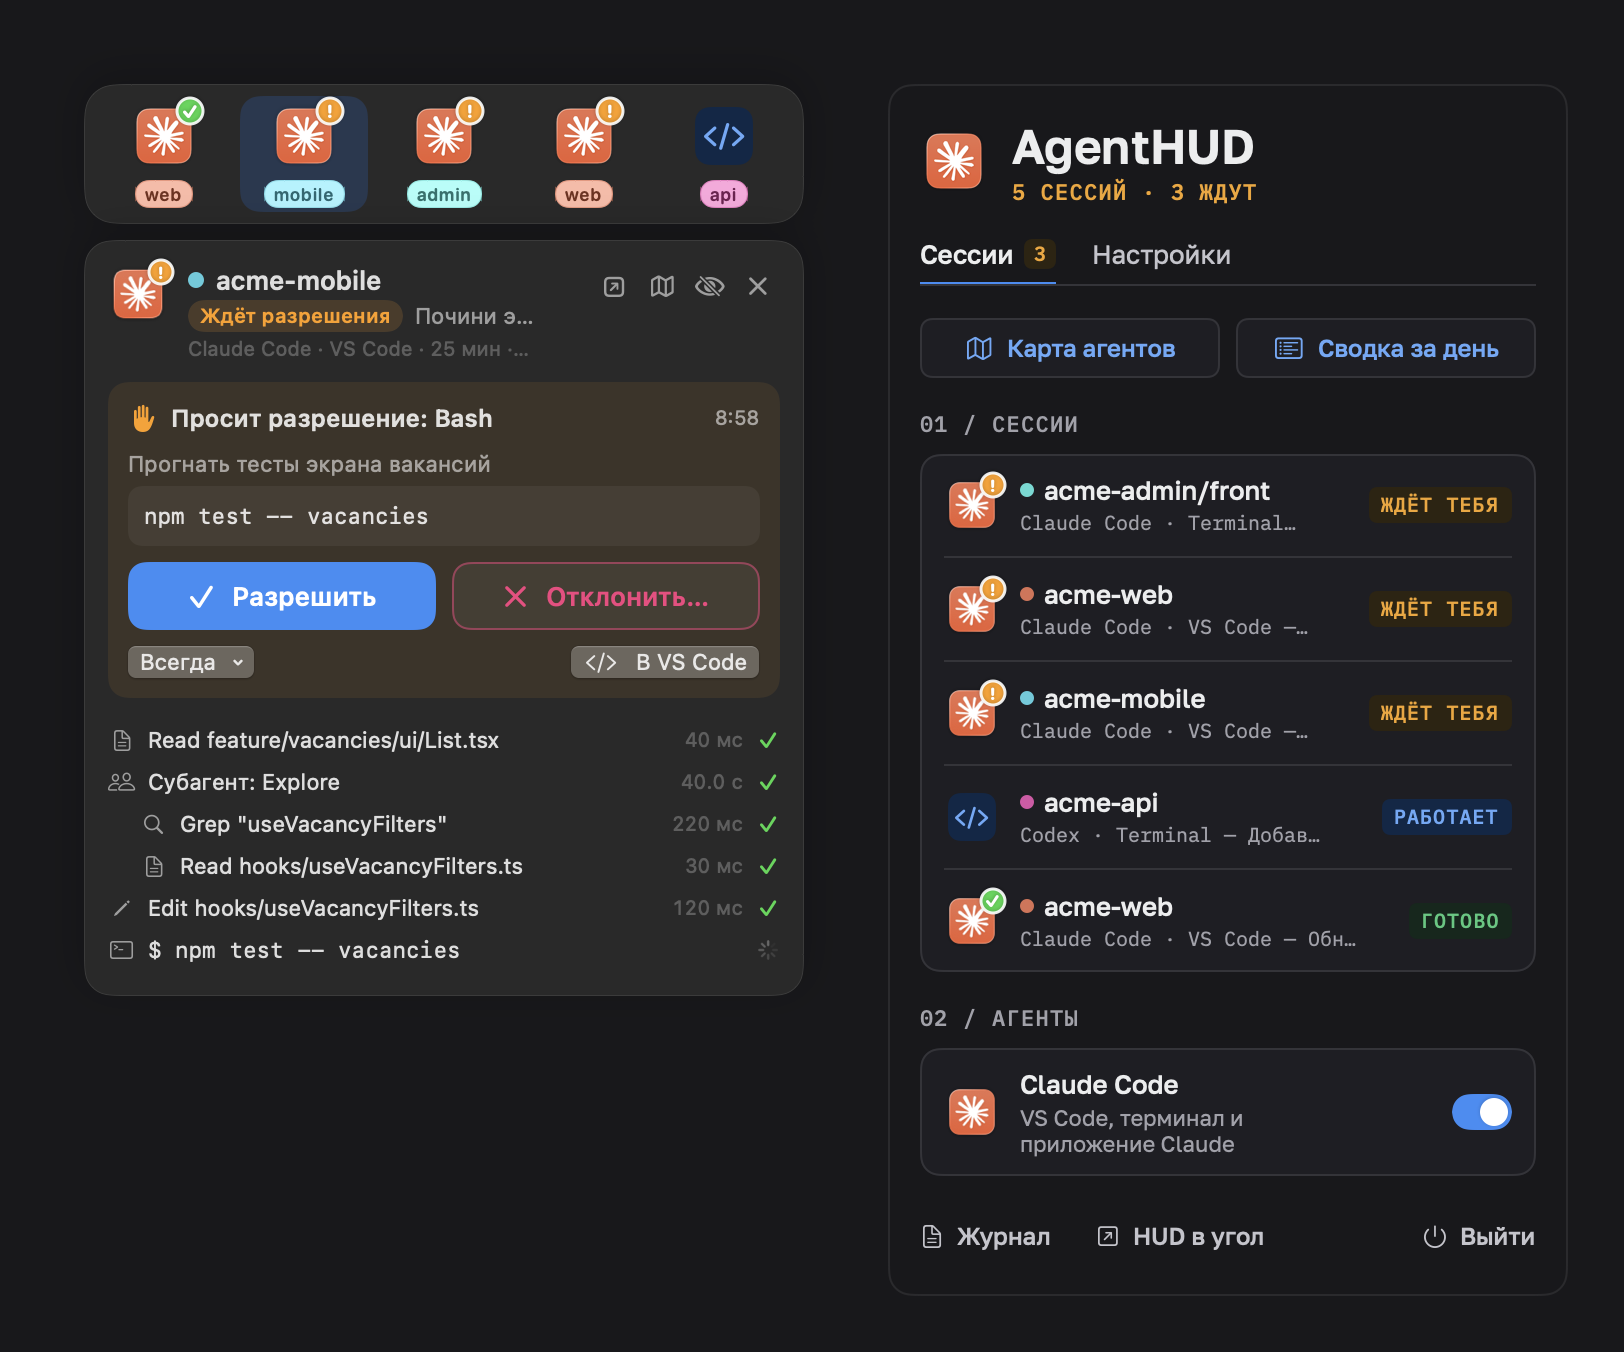 web
mobile
admin
web
api
acme-mobile
Ждёт разрешения Почини э...
Claude Code · VS Code · 25 мин ·...
Просит разрешение: Bash 8:58
Прогнать тесты экрана вакансий
npm test -- vacancies
Разрешить
Отклонить...
Всегда
</> В VS Code
Read feature/vacancies/ui/List.tsx 40 мс
Субагент: Explore 40.0 с
Grep "useVacancyFilters" 220 мс
Read hooks/useVacancyFilters.ts 30 мс
Edit hooks/useVacancyFilters.ts 120 мс
$ npm test -- vacancies
AgentHUD
5 СЕССИЙ · 3 ЖДУТ
Сессии 3
Настройки
Карта агентов
Сводка за день
01 / СЕССИИ
acme-admin/front
Claude Code · Terminal…
ЖДЁТ ТЕБЯ
acme-web
Claude Code · VS Code —…
ЖДЁТ ТЕБЯ
acme-mobile
Claude Code · VS Code —…
ЖДЁТ ТЕБЯ
acme-api
Codex · Terminal — Добав…
РАБОТАЕТ
acme-web
Claude Code · VS Code — Обн…
ГОТОВО
02 / АГЕНТЫ
Claude Code
VS Code, терминал и
приложение Claude
Журнал
HUD в угол
Выйти